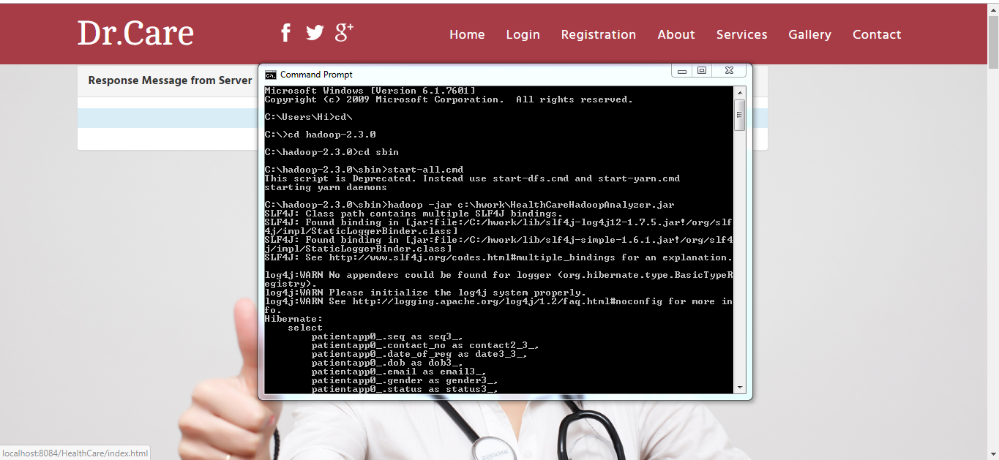 Dr.Care
Home Login Registration About Services Gallery Contact
Response Message from Server
Command Prompt
Microsoft Windows [Version 6.1.7601]
Copyright (c) 2009 Microsoft Corporation.  All rights reserved.
C:\Users\Hi>cd\
C:\>cd hadoop-2.3.0
C:\hadoop-2.3.0>cd sbin
C:\hadoop-2.3.0\sbin>start-all.cmd
This script is Deprecated. Instead use start-dfs.cmd and start-yarn.cmd
starting yarn daemons
C:\hadoop-2.3.0\sbin>hadoop -jar c:\hwork\HealthCareHadoopAnalyzer.jar
SLF4J: Class path contains multiple SLF4J bindings.
SLF4J: Found binding in [jar:file:/C:/hwork/lib/slf4j-log4j12-1.7.5.jar!/org/slf
4j/impl/StaticLoggerBinder.class]
SLF4J: Found binding in [jar:file:/C:/hwork/lib/slf4j-simple-1.6.1.jar!/org/slf4
j/impl/StaticLoggerBinder.class]
SLF4J: See http://www.slf4j.org/codes.html#multiple_bindings for an explanation.
log4j:WARN No appenders could be found for logger (org.hibernate.type.BasicTypeR
egistry).
log4j:WARN Please initialize the log4j system properly.
log4j:WARN See http://logging.apache.org/log4j/1.2/faq.html#noconfig for more in
fo.
Hibernate:
select
patientapp0_.seq as seq3_,
patientapp0_.contact_no as contact2_3_,
patientapp0_.date_of_reg as date3_3_,
patientapp0_.dob as dob3_,
patientapp0_.email as email3_,
patientapp0_.gender as gender3_,
patientapp0_.status as status3_,
localhost:8084/HealthCare/index.html